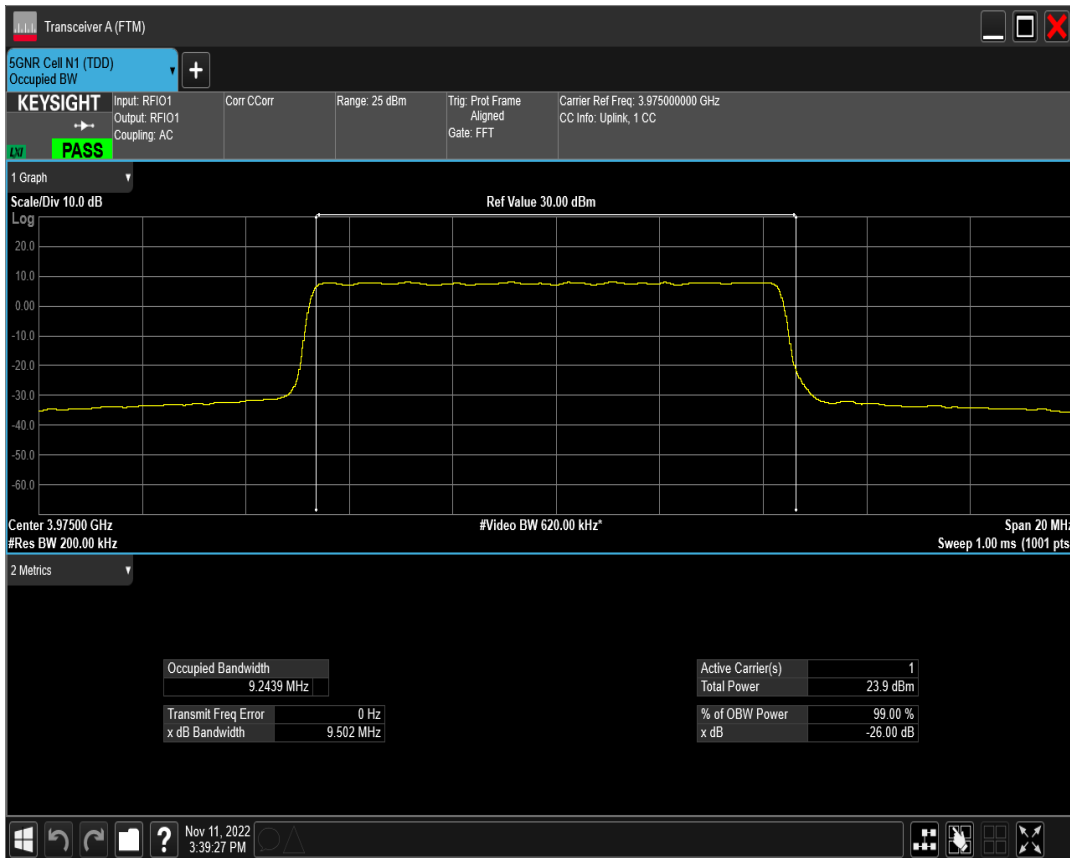 Transceiver A (FTM)
5GNR Cell N1 (TDD)
Occupied BW
+
KEYSIGHT
LXI
PASS
Input: RFIO1
Output: RFIO1
Coupling: AC
Corr CCorr
Range: 25 dBm
Trig: Prot Frame
Aligned
Gate: FFT
Carrier Ref Freq: 3.975000000 GHz
CC Info: Uplink, 1 CC
1 Graph
Scale/Div 10.0 dB
Ref Value 30.00 dBm
Log
20.0
10.0
0.00
-10.0
-20.0
-30.0
-40.0
-50.0
-60.0
Center 3.97500 GHz
#Video BW 620.00 kHz*
Span 20 MHz
#Res BW 200.00 kHz
Sweep 1.00 ms (1001 pts
2 Metrics
Occupied Bandwidth
9.2439 MHz
Transmit Freq Error 0 Hz
x dB Bandwidth 9.502 MHz
Active Carrier(s) 1
Total Power 23.9 dBm
% of OBW Power 99.00 %
x dB -26.00 dB
?
Nov 11, 2022
3:39:27 PM